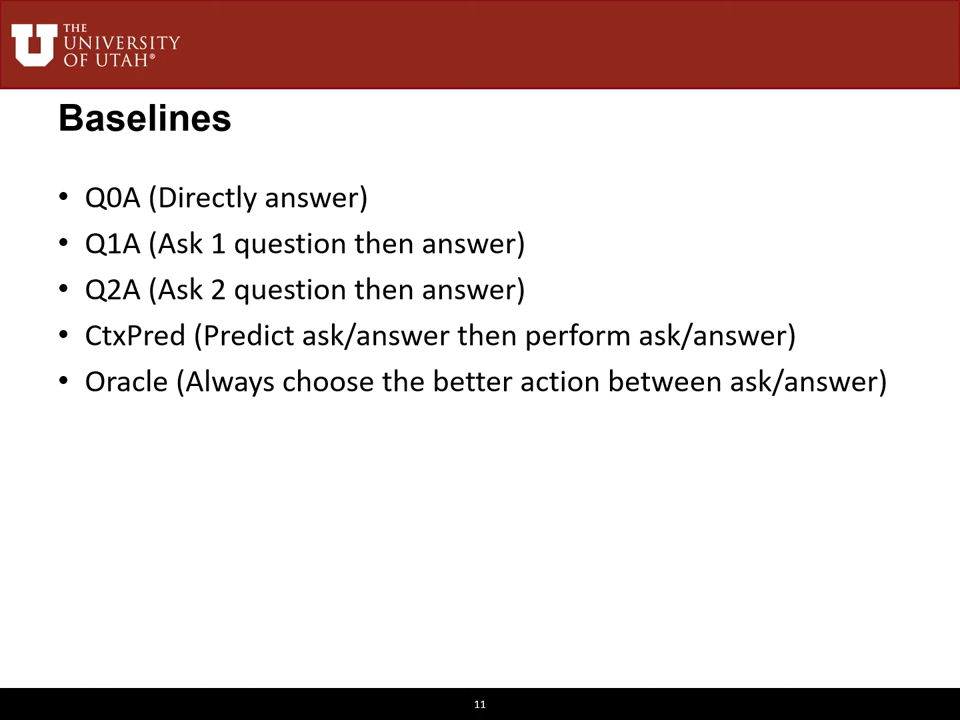 THE
UNIVERSITY
OF UTAH®
Baselines
• Q0A (Directly answer)
• Q1A (Ask 1 question then answer)
• Q2A (Ask 2 question then answer)
• CtxPred (Predict ask/answer then perform ask/answer)
• Oracle (Always choose the better action between ask/answer)
11